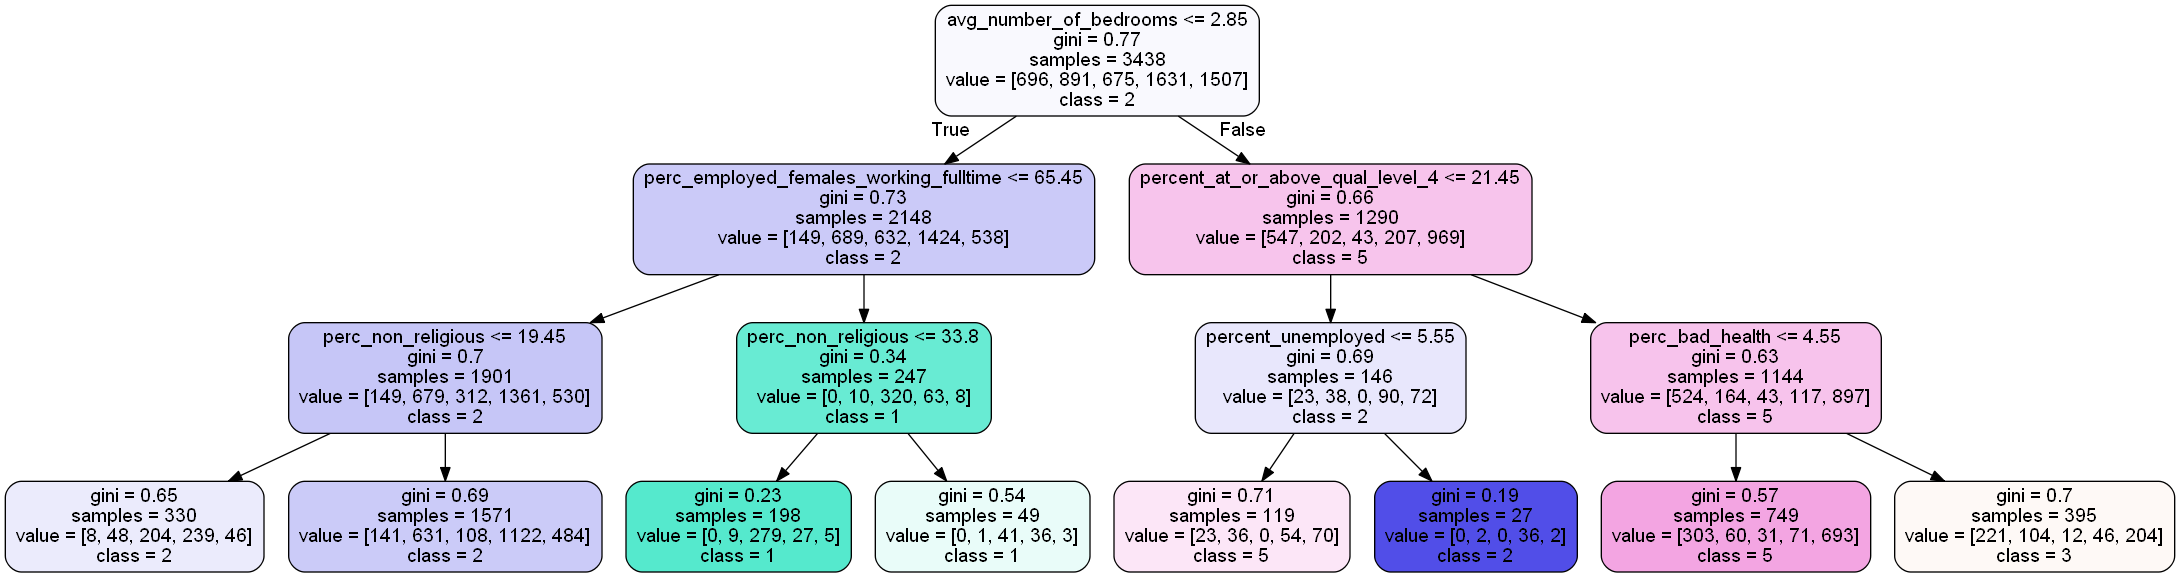 avg_number_of_bedrooms <= 2.85
gini = 0.77
samples = 3438
value = [696, 891, 675, 1631, 1507]
class = 2
True
False
perc_employed_females_working_fulltime <= 65.45
gini = 0.73
samples = 2148
value = [149, 689, 632, 1424, 538]
class = 2
percent_at_or_above_qual_level_4 <= 21.45
gini = 0.66
samples = 1290
value = [547, 202, 43, 207, 969]
class = 5
perc_non_religious <= 19.45
gini = 0.7
samples = 1901
value = [149, 679, 312, 1361, 530]
class = 2
perc_non_religious <= 33.8
gini = 0.34
samples = 247
value = [0, 10, 320, 63, 8]
class = 1
percent_unemployed <= 5.55
gini = 0.69
samples = 146
value = [23, 38, 0, 90, 72]
class = 2
perc_bad_health <= 4.55
gini = 0.63
samples = 1144
value = [524, 164, 43, 117, 897]
class = 5
gini = 0.65
samples = 330
value = [8, 48, 204, 239, 46]
class = 2
gini = 0.69
samples = 1571
value = [141, 631, 108, 1122, 484]
class = 2
gini = 0.23
samples = 198
value = [0, 9, 279, 27, 5]
class = 1
gini = 0.54
samples = 49
value = [0, 1, 41, 36, 3]
class = 1
gini = 0.71
samples = 119
value = [23, 36, 0, 54, 70]
class = 5
gini = 0.19
samples = 27
value = [0, 2, 0, 36, 2]
class = 2
gini = 0.57
samples = 749
value = [303, 60, 31, 71, 693]
class = 5
gini = 0.7
samples = 395
value = [221, 104, 12, 46, 204]
class = 3